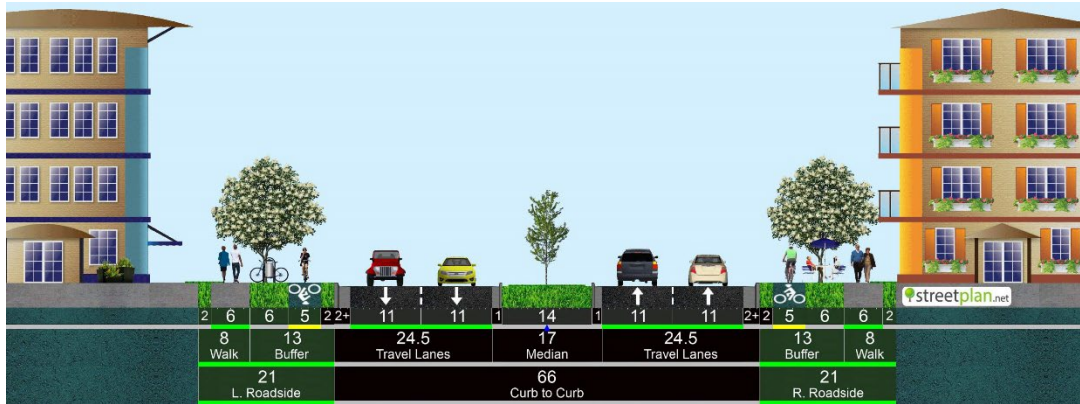 streetplan.net
2 6 6 5 2 2+ 11 11 1 14 1 11 11 2+ 2 5 6 6 2
8 13 24.5 17 24.5 13 8
Walk Buffer Travel Lanes Median Travel Lanes Buffer Walk
21 66 21
L. Roadside Curb to Curb R. Roadside